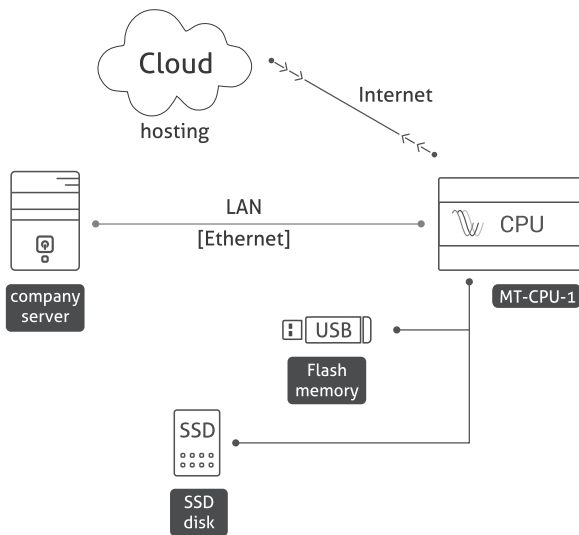 Cloud
hosting
Internet
LAN
[Ethernet]
CPU
company
server
MT-CPU-1
USB
Flash
memory
SSD
SSD
disk